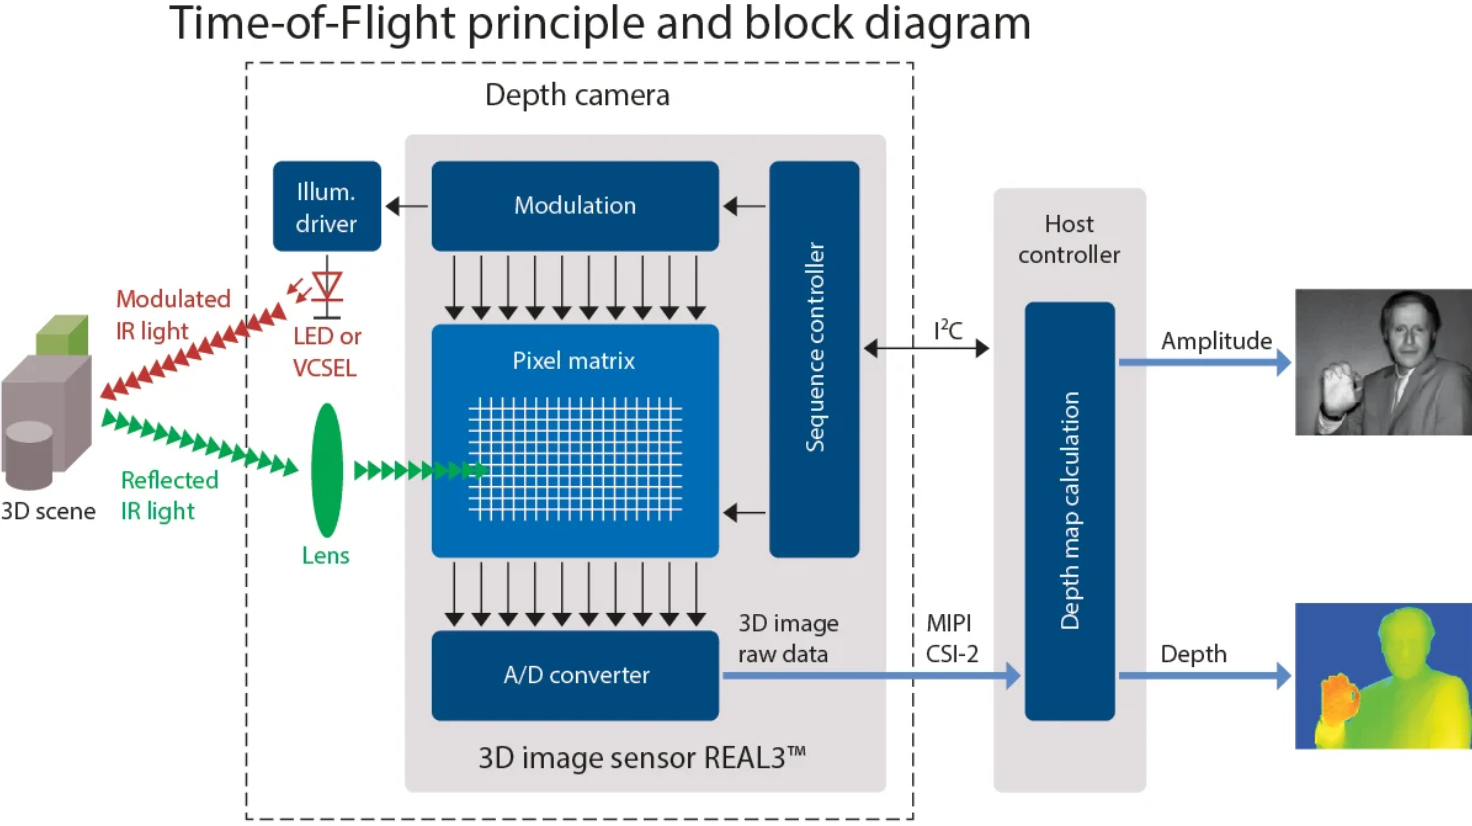 Time-of-Flight principle and block diagram
Depth camera
Illum.
driver
Modulation
Sequence controller
Host
controller
Modulated
IR light
LED or
VCSEL
Pixel matrix
I²C
Amplitude
Depth map calculation
Reflected
IR light
3D scene
Lens
3D image
raw data
MIPI
CSI-2
Depth
A/D converter
3D image sensor REAL3™